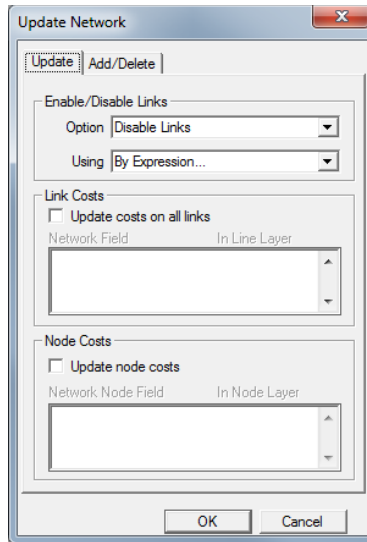 Update Network
Update Add/Delete
Enable/Disable Links
Option Disable Links
Using By Expression...
Link Costs
Update costs on all links
Network Field In Line Layer
Node Costs
Update node costs
Network Node Field In Node Layer
OK Cancel